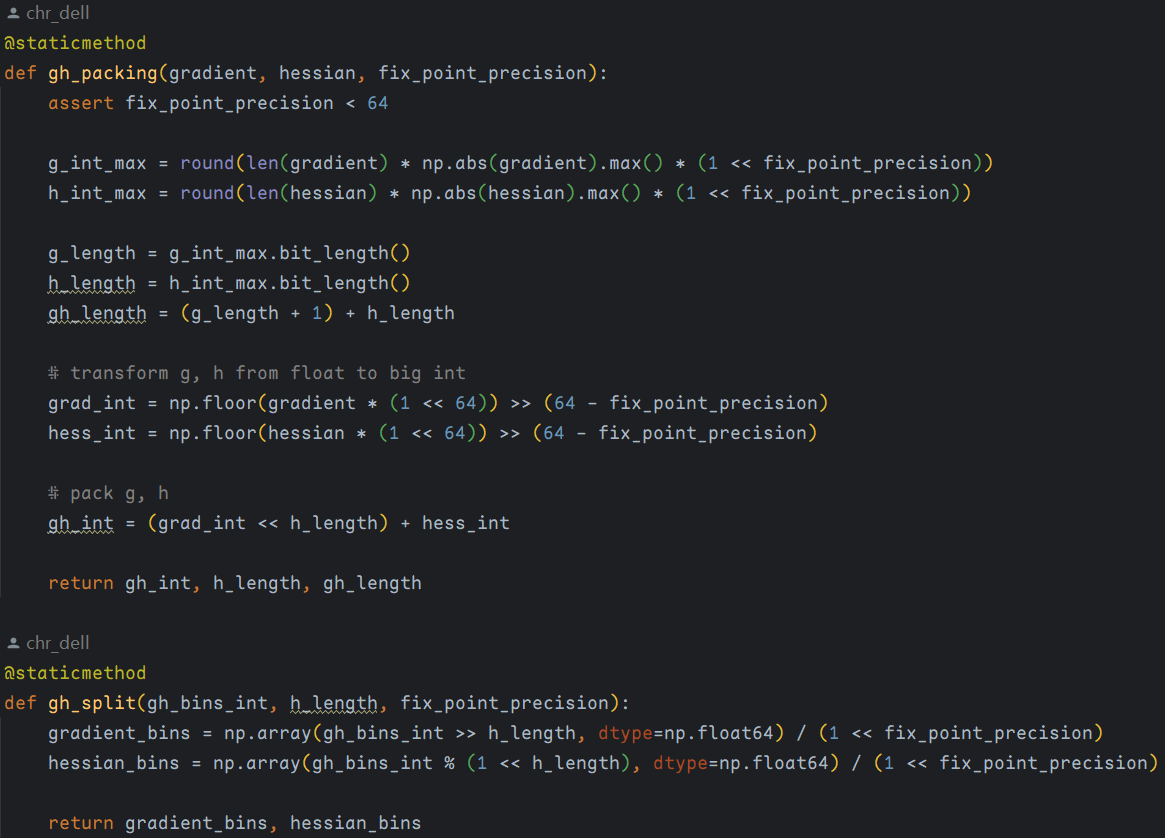 chr_dell
@staticmethod
def gh_packing(gradient, hessian, fix_point_precision):
    assert fix_point_precision < 64

    g_int_max = round(len(gradient) * np.abs(gradient).max() * (1 << fix_point_precision))
    h_int_max = round(len(hessian) * np.abs(hessian).max() * (1 << fix_point_precision))

    g_length = g_int_max.bit_length()
    h_length = h_int_max.bit_length()
    gh_length = (g_length + 1) + h_length

    # transform g, h from float to big int
    grad_int = np.floor(gradient * (1 << 64)) >> (64 - fix_point_precision)
    hess_int = np.floor(hessian * (1 << 64)) >> (64 - fix_point_precision)

    # pack g, h
    gh_int = (grad_int << h_length) + hess_int

    return gh_int, h_length, gh_length

chr_dell
@staticmethod
def gh_split(gh_bins_int, h_length, fix_point_precision):
    gradient_bins = np.array(gh_bins_int >> h_length, dtype=np.float64) / (1 << fix_point_precision)
    hessian_bins = np.array(gh_bins_int % (1 << h_length), dtype=np.float64) / (1 << fix_point_precision)

    return gradient_bins, hessian_bins